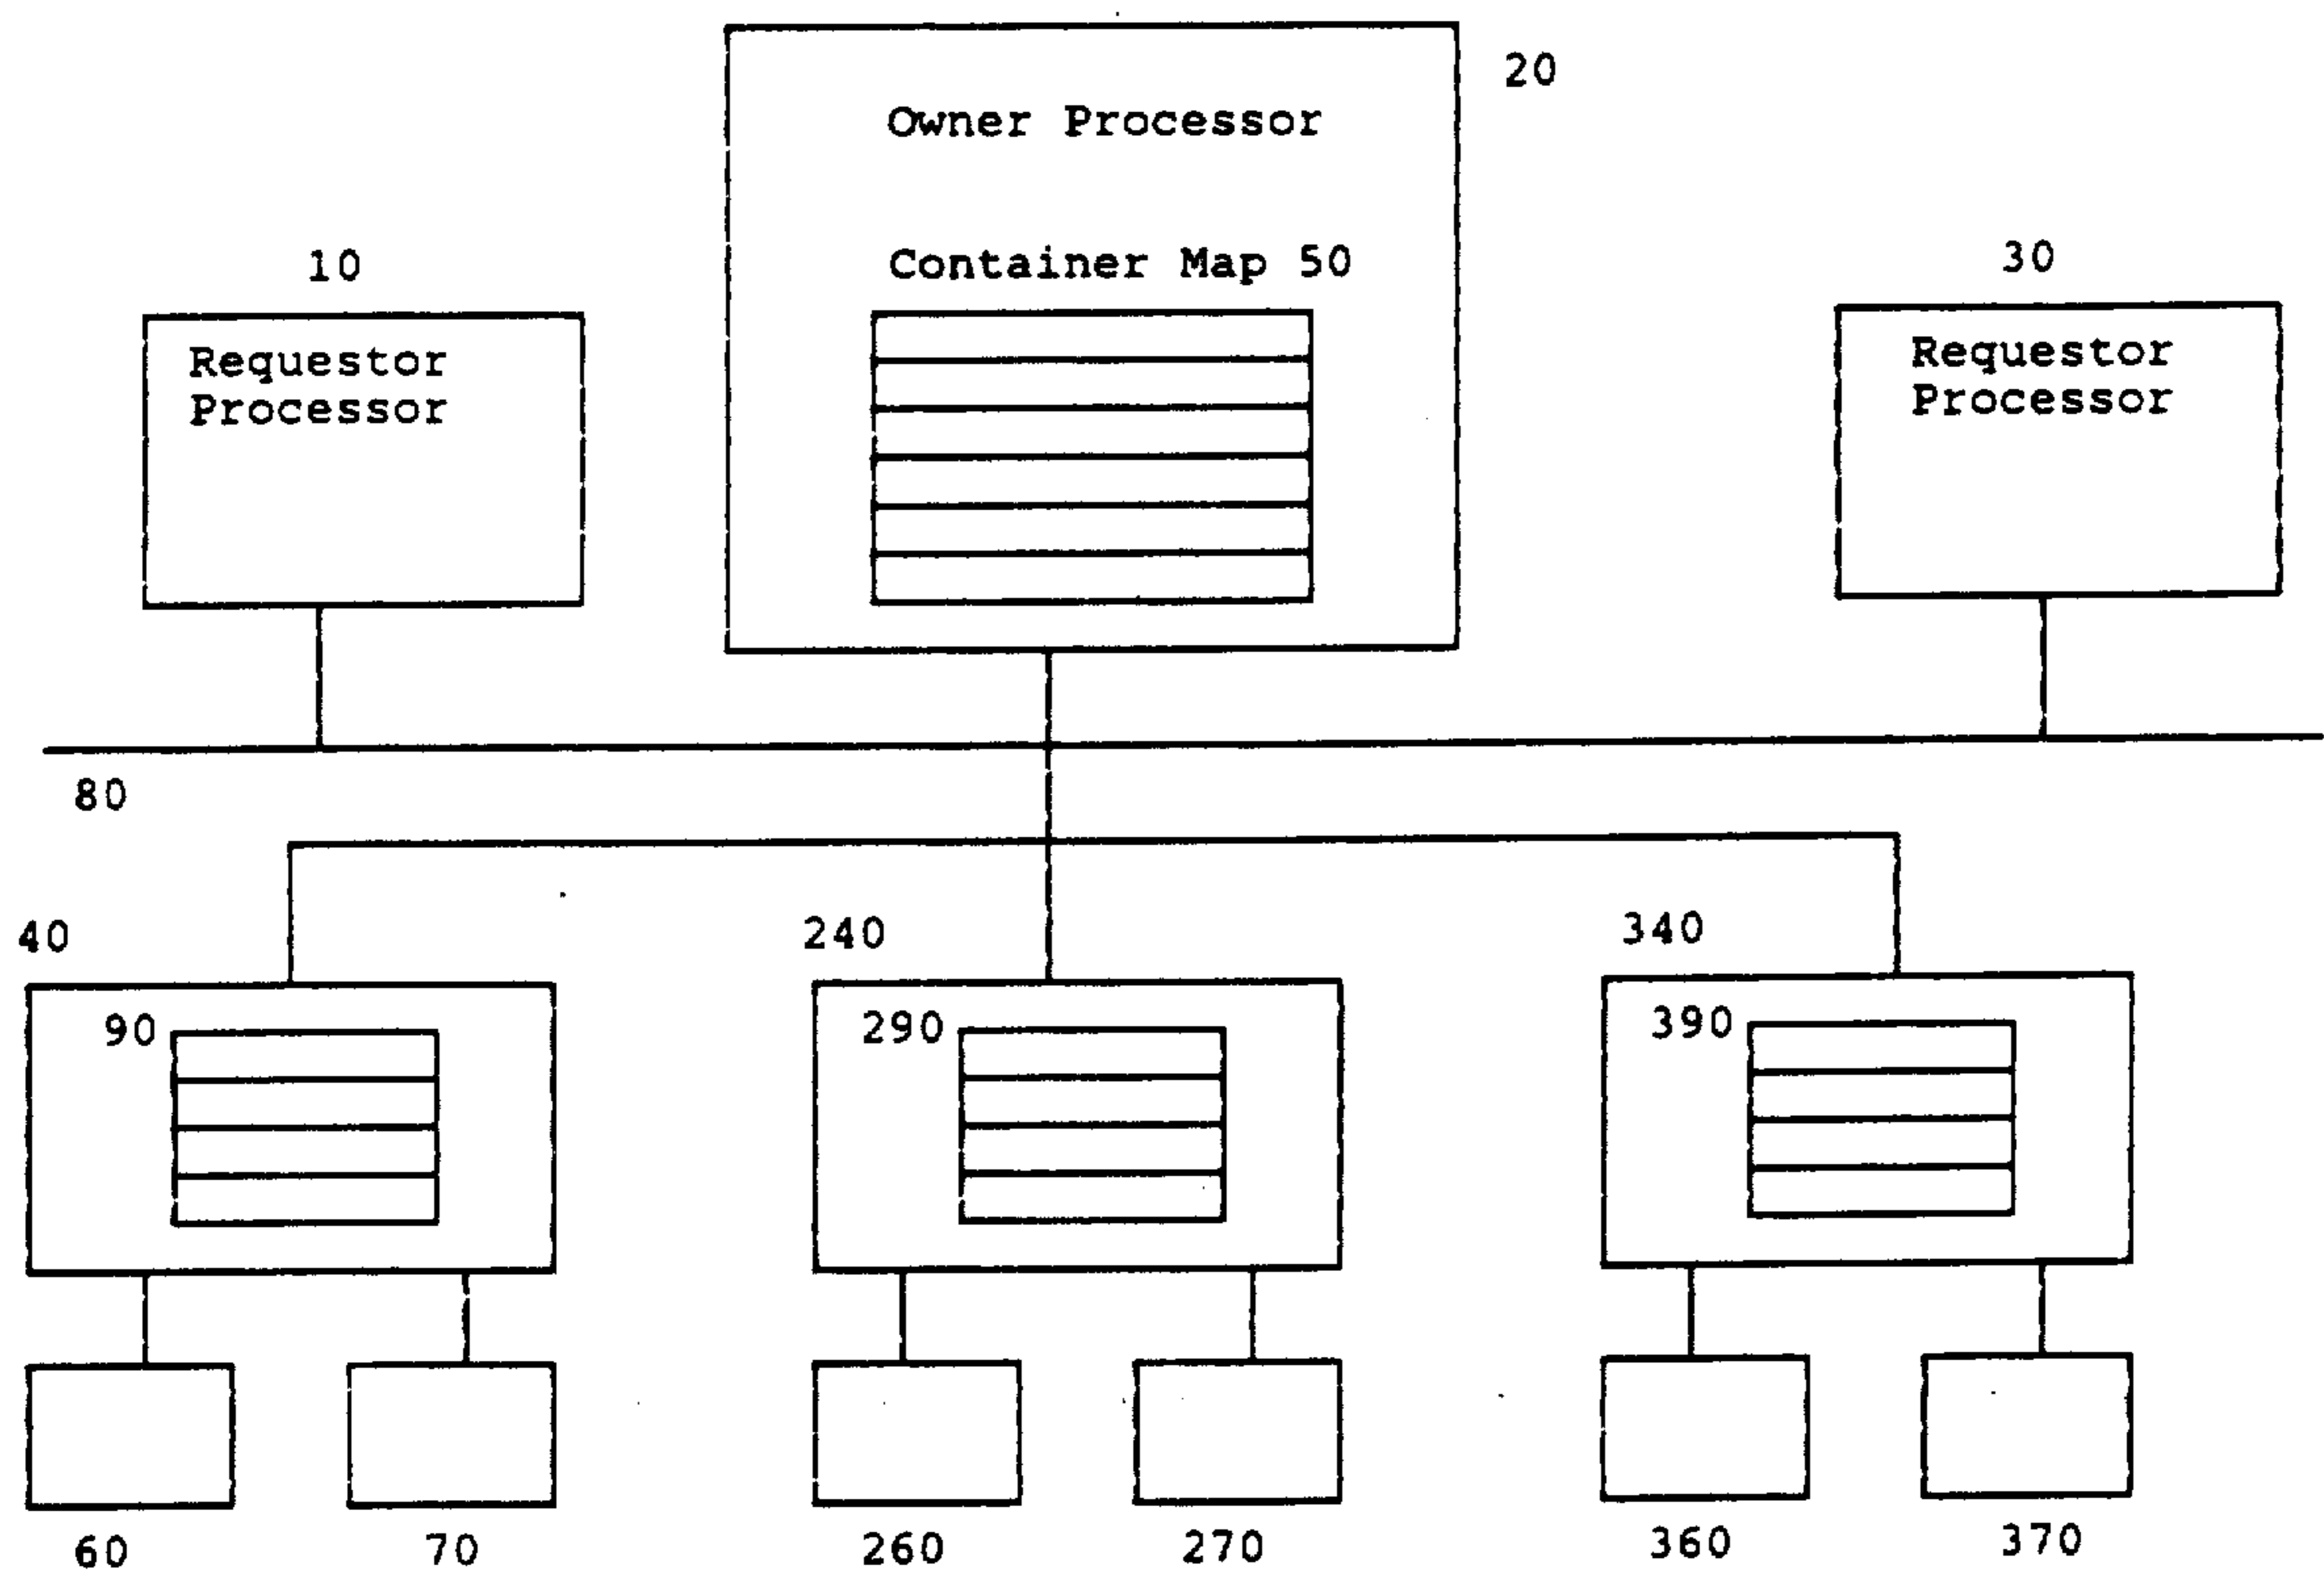 20
Owner Processor
Container Map 50
10
Requestor
Processor
30
Requestor
Processor
80
40
240
340
90
290
390
60
70
260
270
360
370